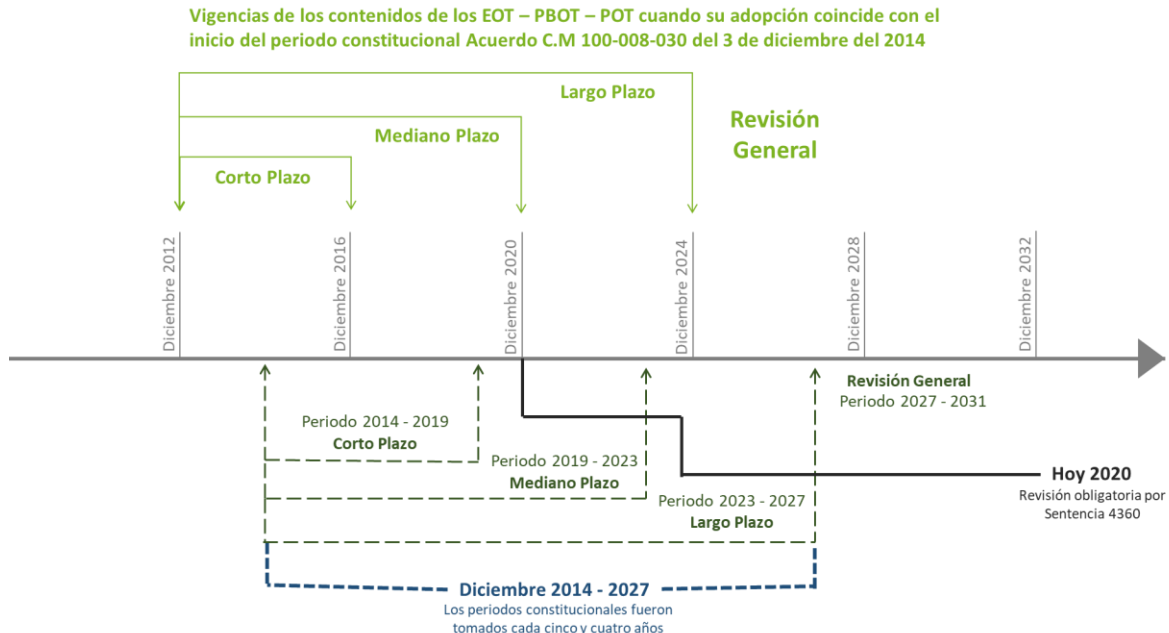 Vigencias de los contenidos de los EOT – PBOT – POT cuando su adopción coincide con el
inicio del periodo constitucional Acuerdo C.M 100-008-030 del 3 de diciembre del 2014
Largo Plazo
Revisión
General
Mediano Plazo
Corto Plazo
Diciembre 2012
Diciembre 2016
Diciembre 2020
Diciembre 2024
Diciembre 2028
Diciembre 2032
Revisión General
Periodo 2027 - 2031
Periodo 2014 - 2019
Corto Plazo
Periodo 2019 - 2023
Mediano Plazo
Periodo 2023 - 2027
Largo Plazo
Hoy 2020
Revisión obligatoria por
Sentencia 4360
Diciembre 2014 - 2027
Los periodos constitucionales fueron
tomados cada cinco y cuatro años